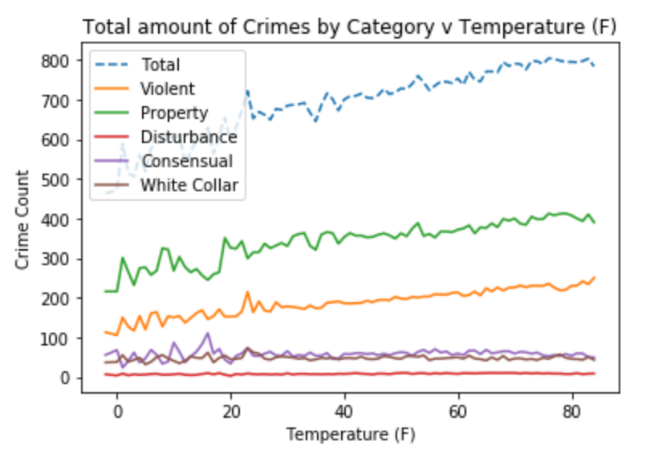 Total amount of Crimes by Category v Temperature (F)
800
700
600
500
400
300
200
100
0
Crime Count
Total
Violent
Property
Disturbance
Consensual
White Collar
0 20 40 60 80
Temperature (F)